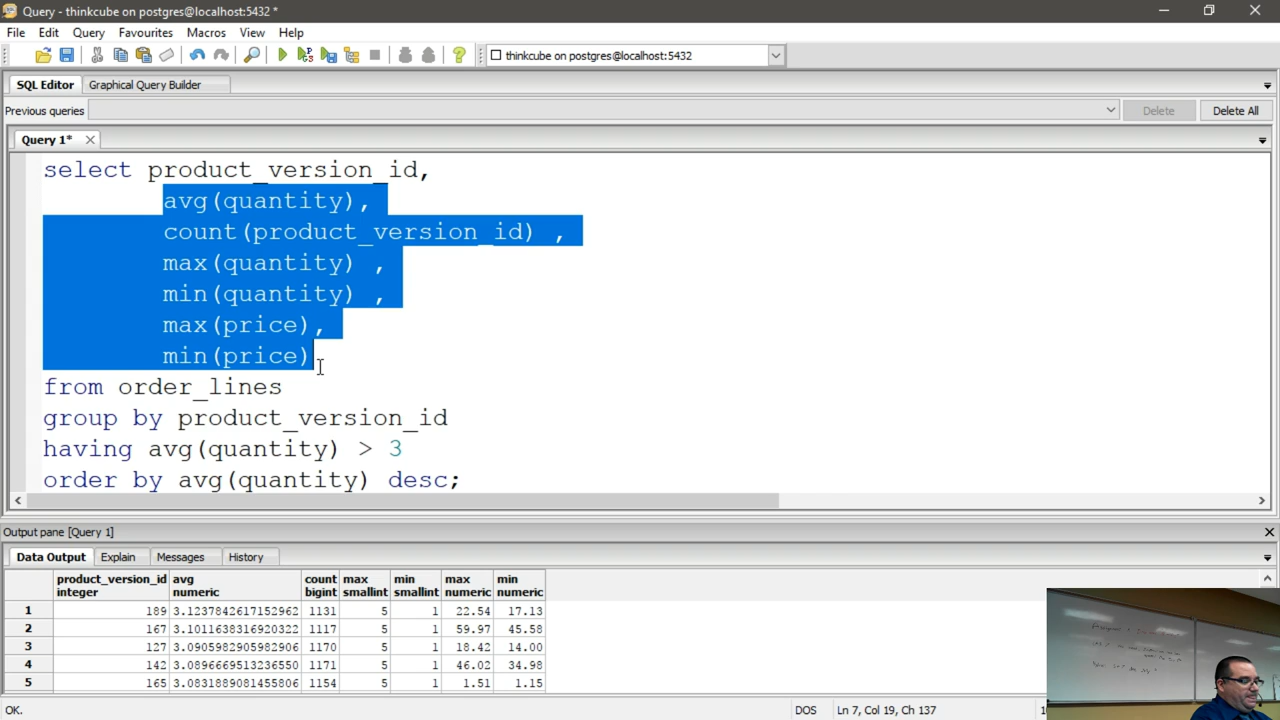 Query - thinkcube on postgres@localhost:5432 *
File Edit Query Favourites Macros View Help
thinkcube on postgres@localhost:5432
SQL Editor Graphical Query Builder
Previous queries Delete Delete All
Query 1*
select product_version_id,
avg(quantity),
count(product_version_id) ,
max(quantity) ,
min(quantity) ,
max(price),
min(price)
from order_lines
group by product_version_id
having avg(quantity) > 3
order by avg(quantity) desc;
Output pane [Query 1]
Data Output Explain Messages History
product_version_id avg count max min max min
integer numeric bigint smallint smallint numeric numeric
1 189 3.1237842617152962 1131 5 1 22.54 17.13
2 167 3.1011638316920322 1117 5 1 59.97 45.58
3 127 3.0905982905982906 1170 5 1 18.42 14.00
4 142 3.0896669513236550 1171 5 1 46.02 34.98
5 165 3.0831889081455806 1154 5 1 1.51 1.15
OK. DOS Ln 7, Col 19, Ch 137